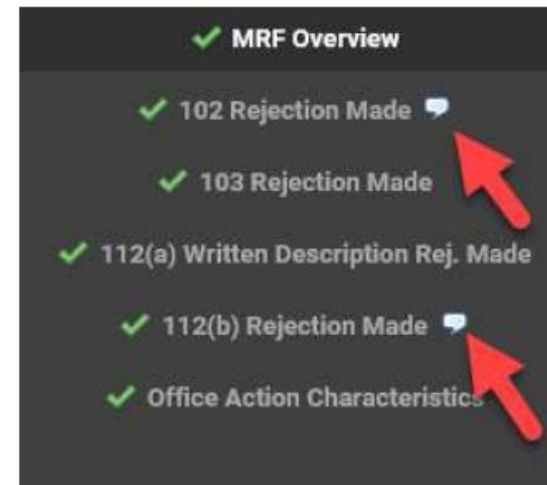 MRF Overview
102 Rejection Made
103 Rejection Made
112(a) Written Description Rej. Made
112(b) Rejection Made
Office Action Characteristics